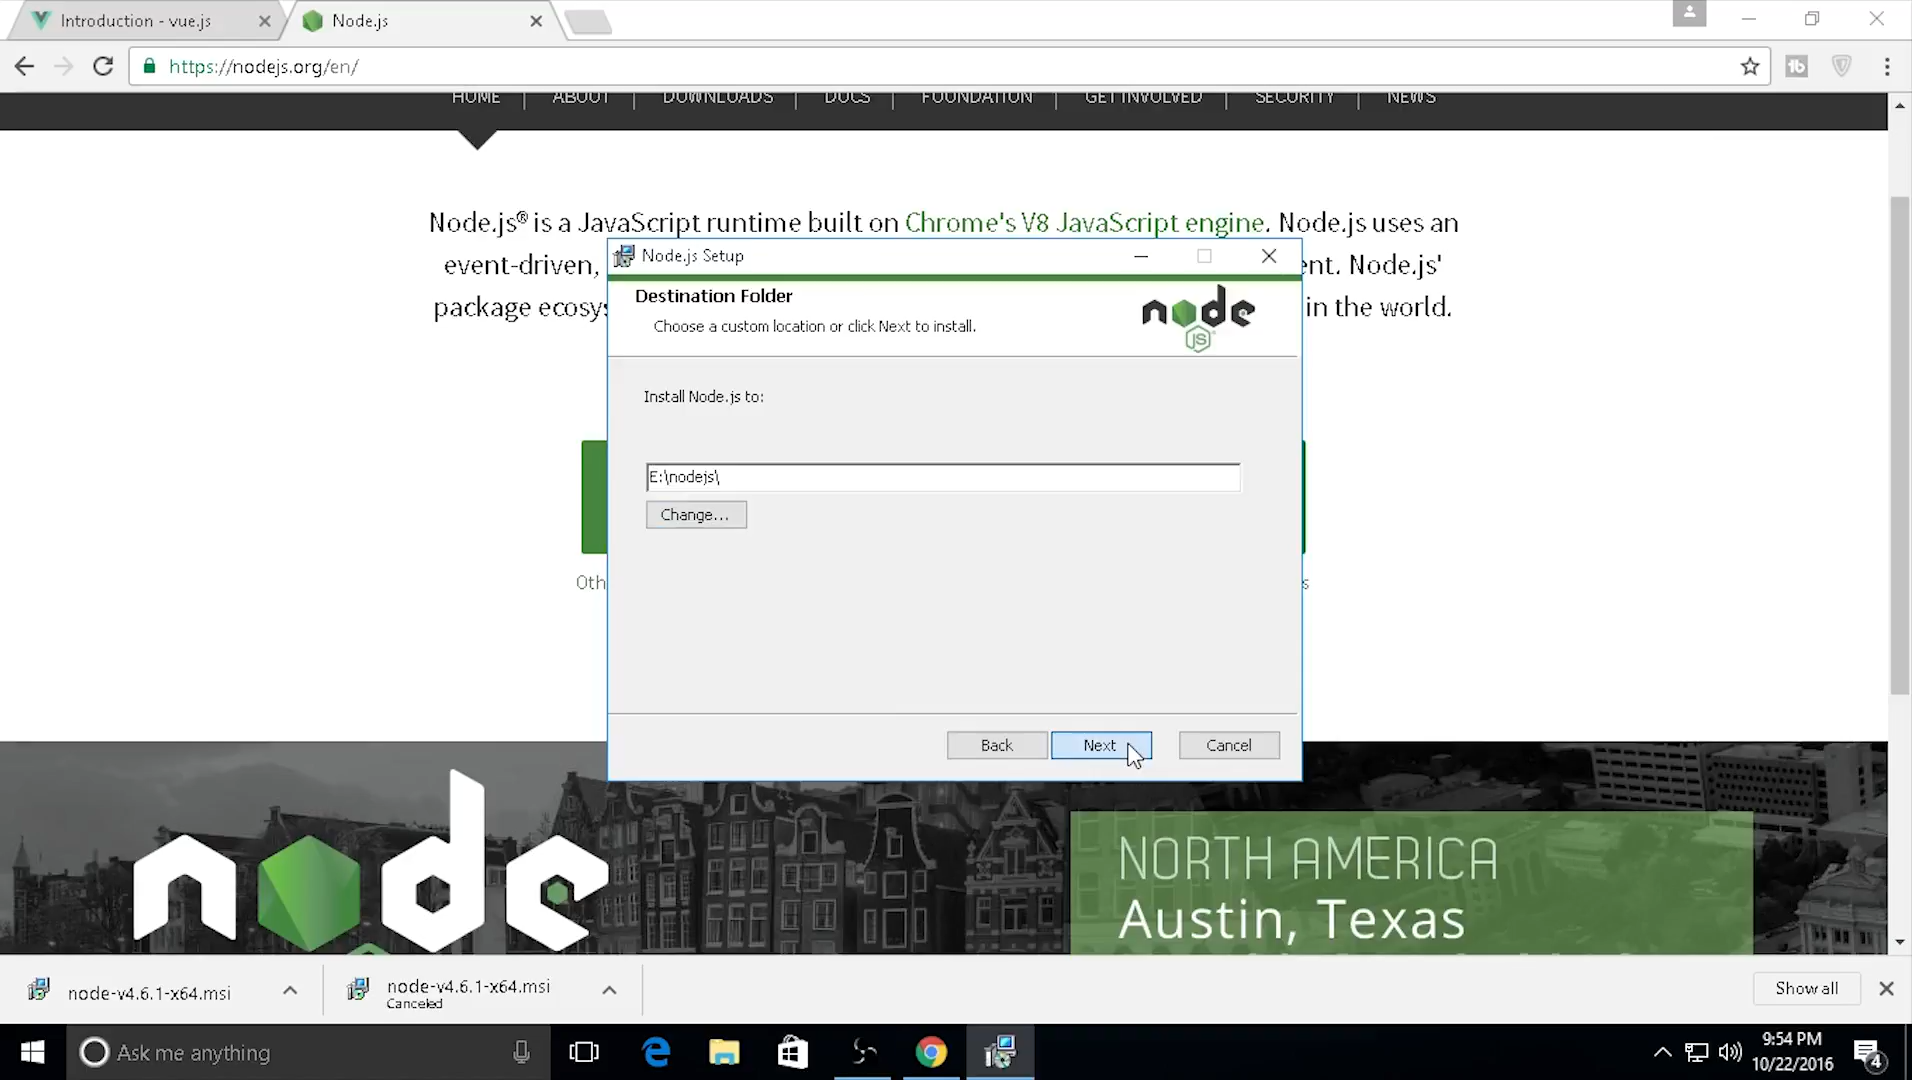 Introduction - vue.js
Node.js
https://nodejs.org/en/
HOME | ABOUT | DOWNLOADS | DOCS | FOUNDATION | GET INVOLVED | SECURITY | NEWS
Node.js® is a JavaScript runtime built on Chrome's V8 JavaScript engine. Node.js uses an
event-driven, ent. Node.js'
package ecosys in the world.
Node.js Setup
Destination Folder
Choose a custom location or click Next to install.
node
JS
Install Node.js to:
E:\nodejs\
Change...
Oth s
Back
Next
Cancel
node
NORTH AMERICA
Austin, Texas
node-v4.6.1-x64.msi
node-v4.6.1-x64.msi
Canceled
Show all
Ask me anything
9:54 PM
10/22/2016
4